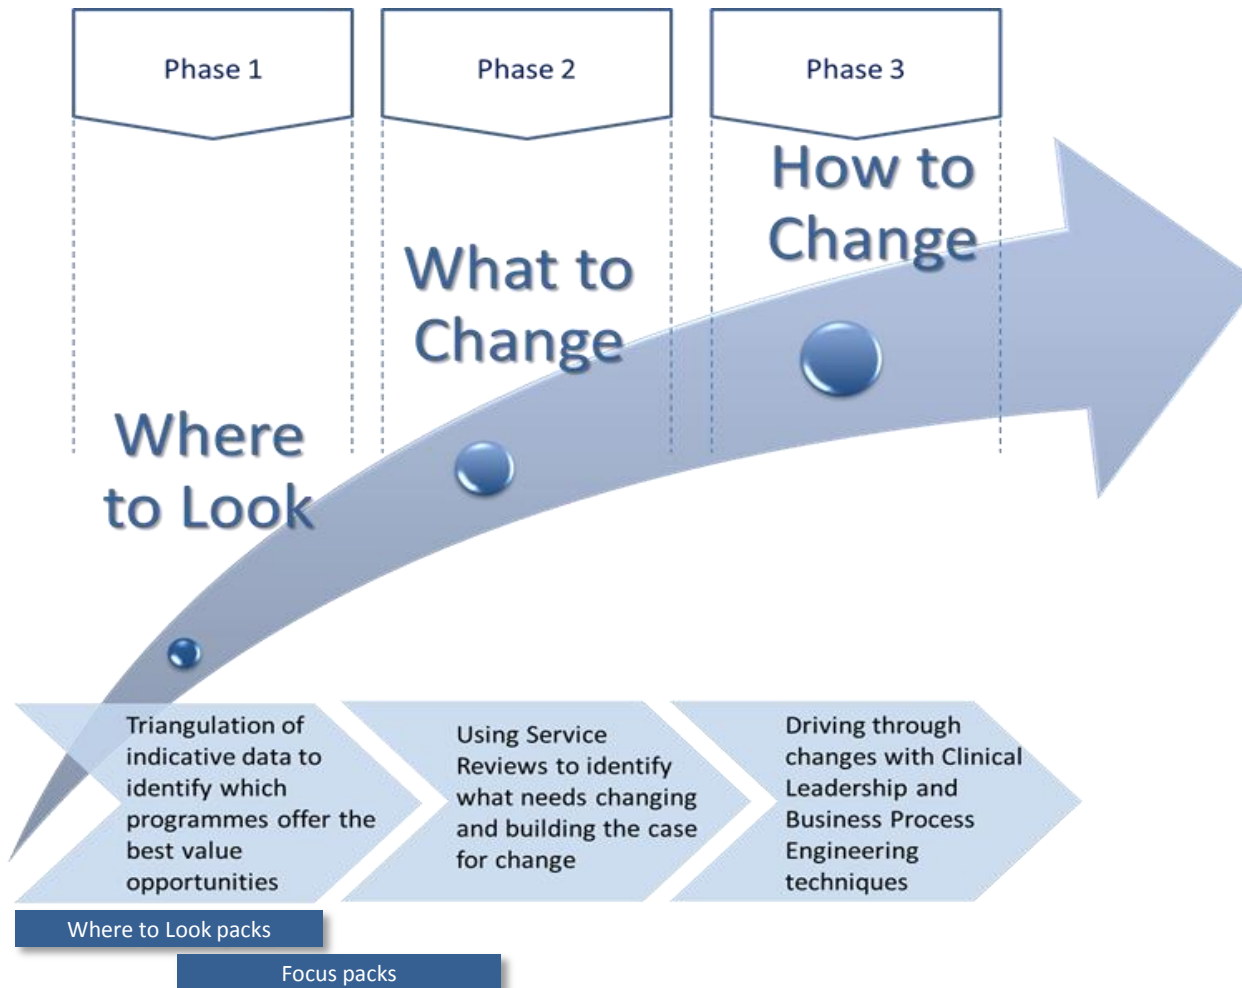 Phase 1
Phase 2
Phase 3
How to
Change
What to
Change
Where
to Look
Triangulation of
indicative data to
identify which
programmes offer the
best value
opportunities
Using Service
Reviews to identify
what needs changing
and building the case
for change
Driving through
changes with Clinical
Leadership and
Business Process
Engineering
techniques
Where to Look packs
Focus packs